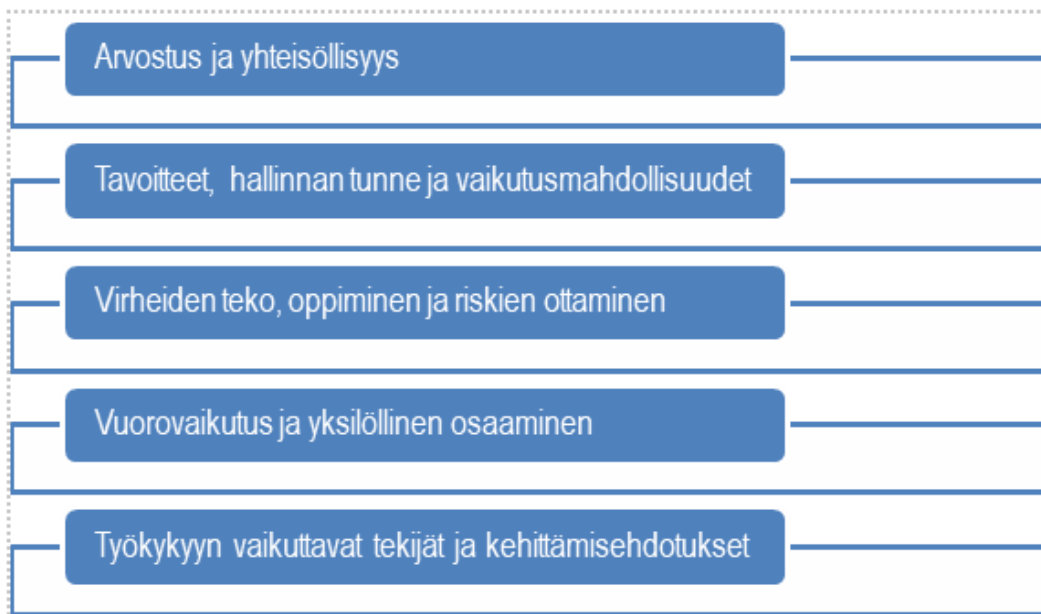 Arvostus ja yhteisöllisyys
Tavoitteet, hallinnan tunne ja vaikutusmahdollisuudet
Virheiden teko, oppiminen ja riskien ottaminen
Vuorovaikutus ja yksilöllinen osaaminen
Työkykyyn vaikuttavat tekijät ja kehittämisehdotukset